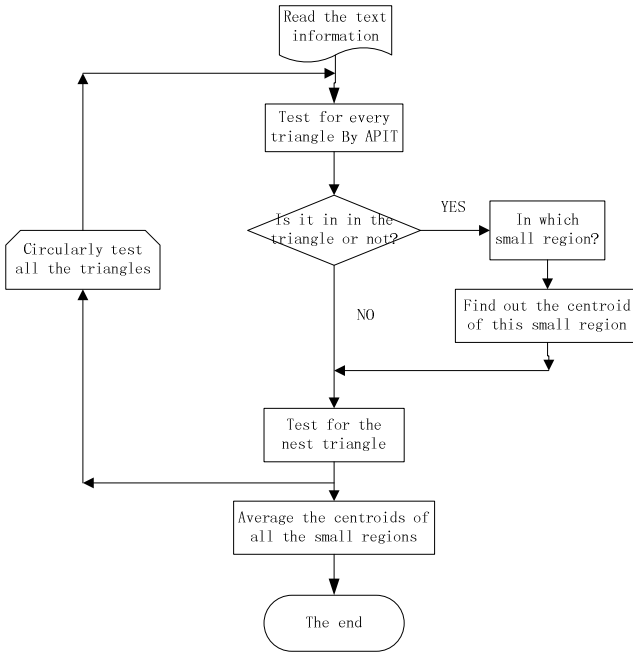 Read the text
information
Test for every
triangle By APIT
Is it in in the
triangle or not?
YES
In which
small region?
Circularly test
all the triangles
Find out the centroid
of this small region
NO
Test for the
nest triangle
Average the centroids of
all the small regions
The end